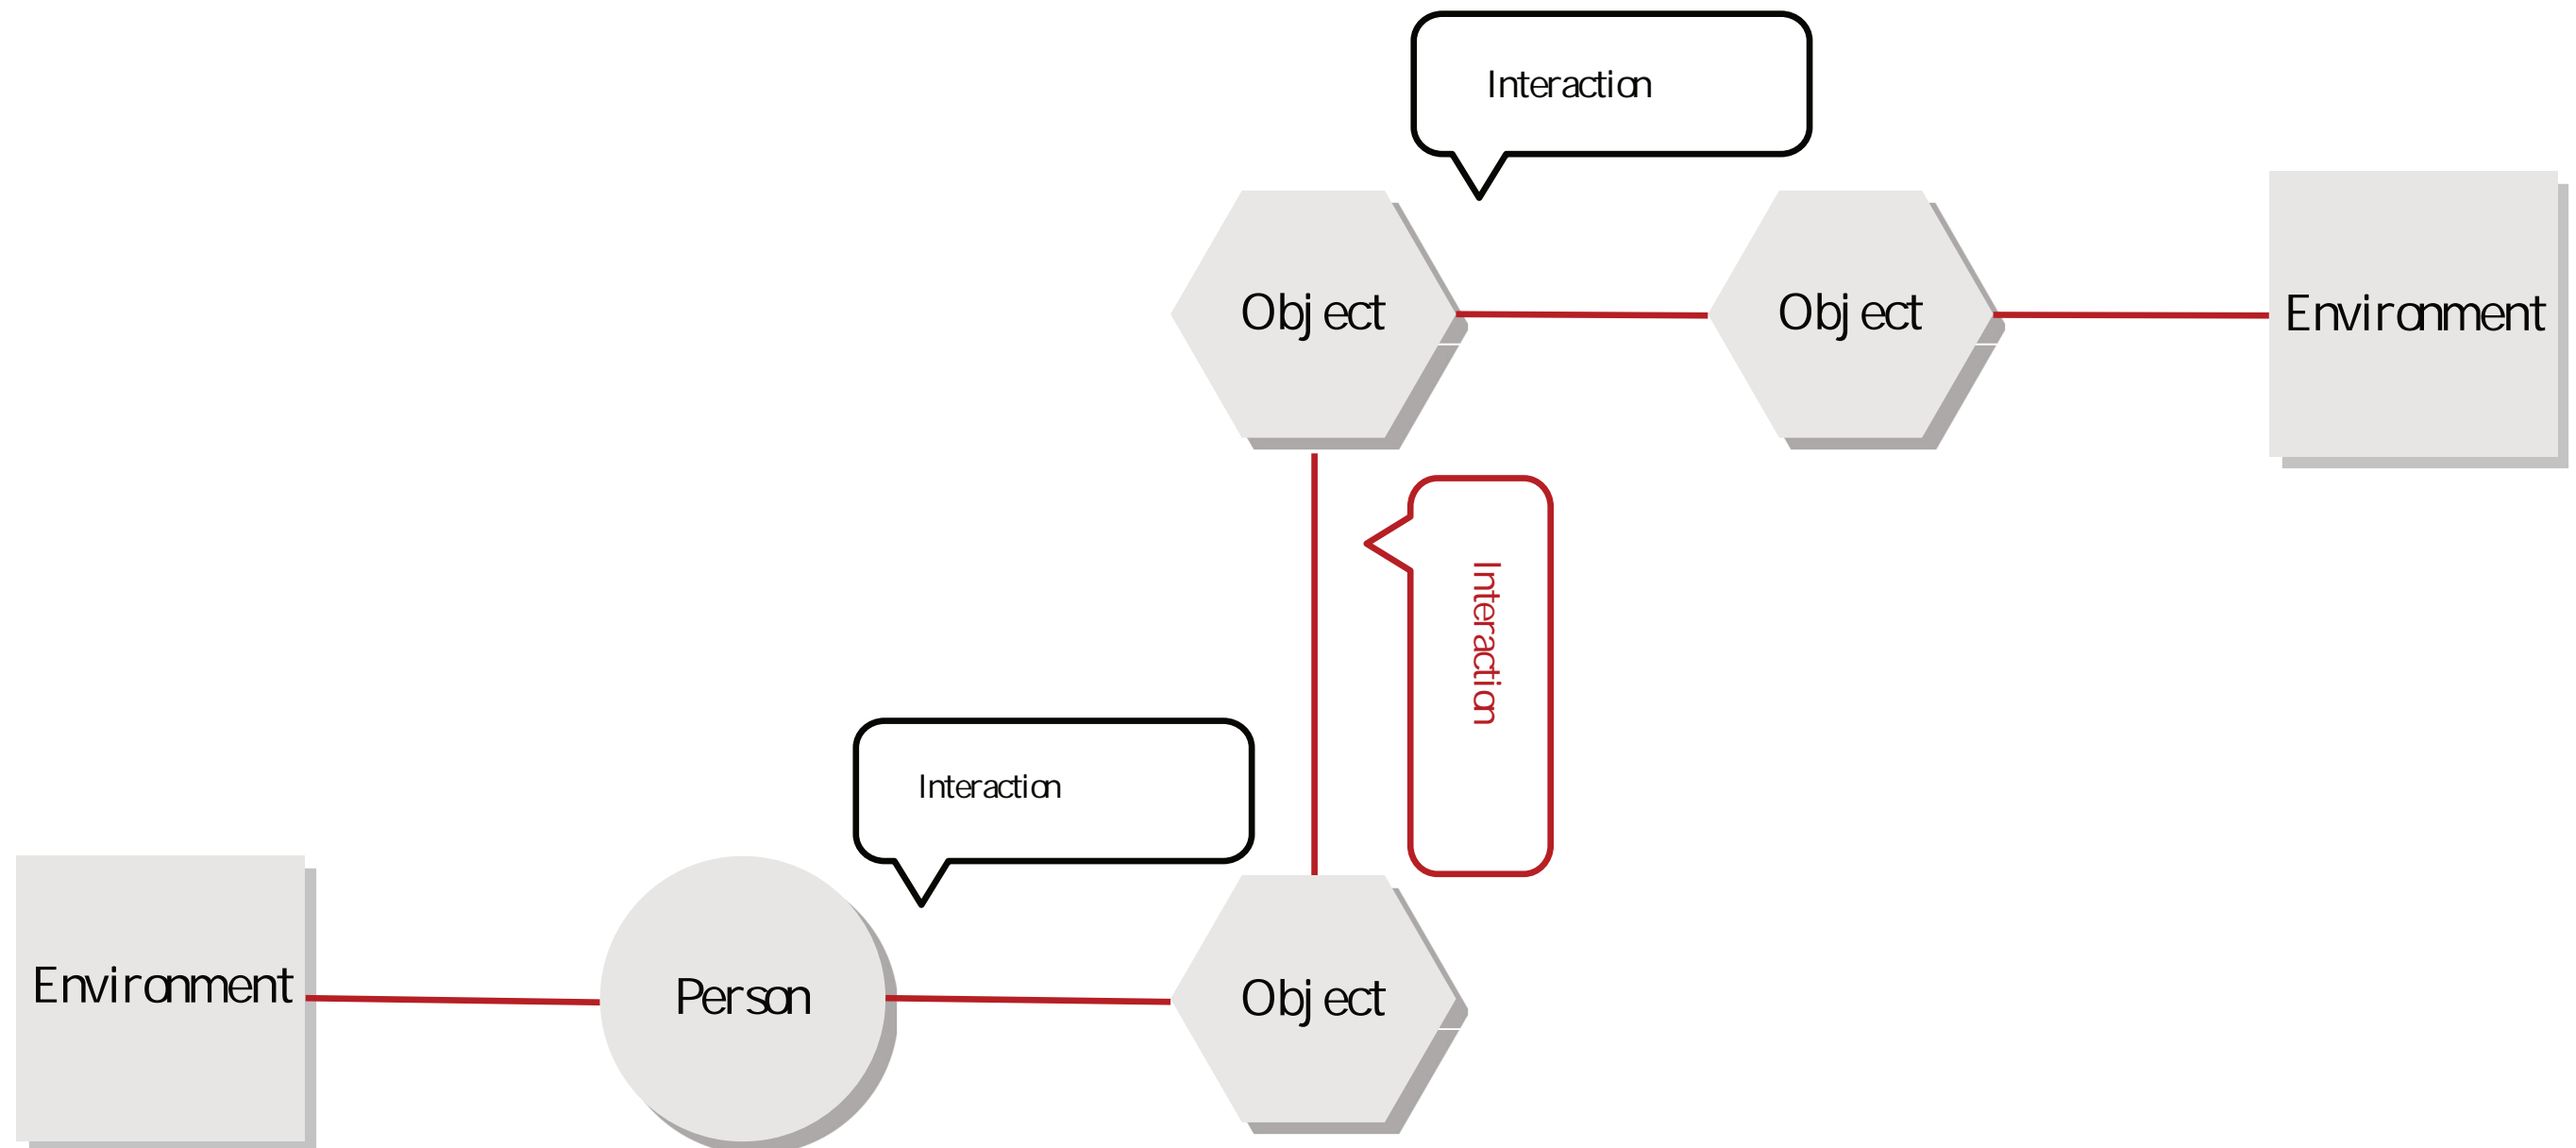 Interaction
Object
Object
Environment
Interaction
Interaction
Environment
Person
Object